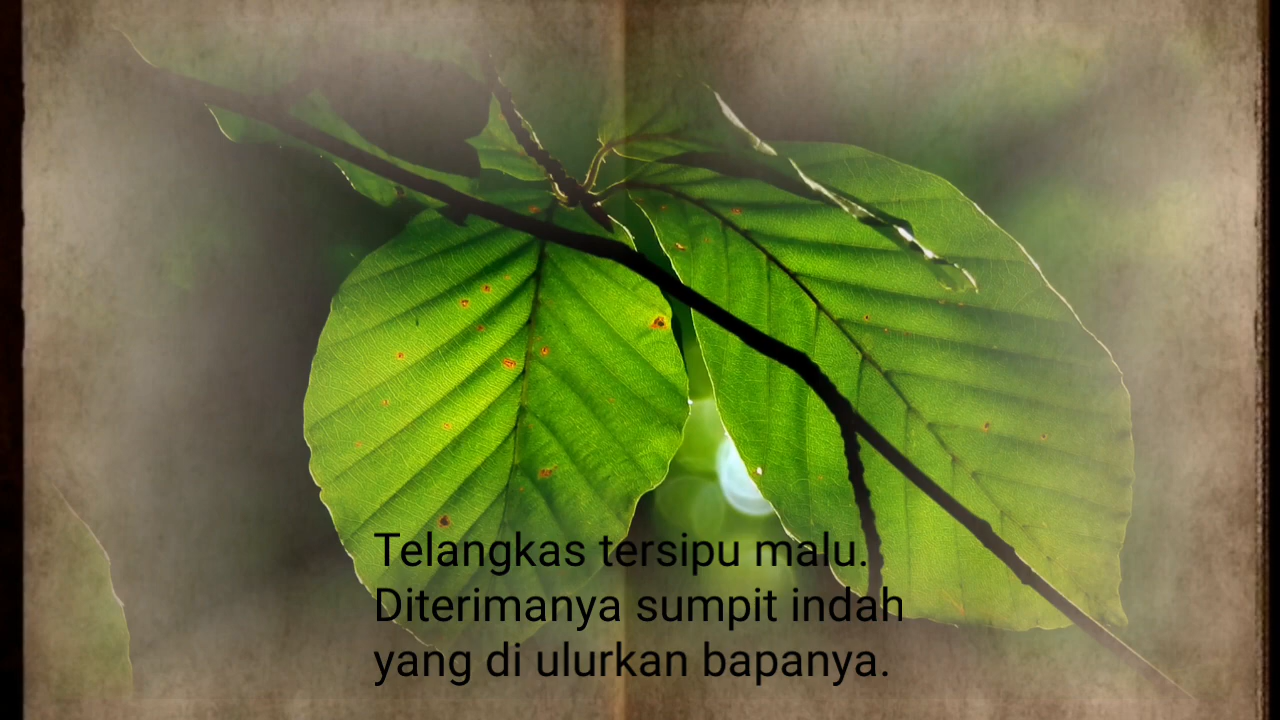 Telangkas tersipu malu.
Diterimanya sumpit indah
yang di ulurkan bapanya.